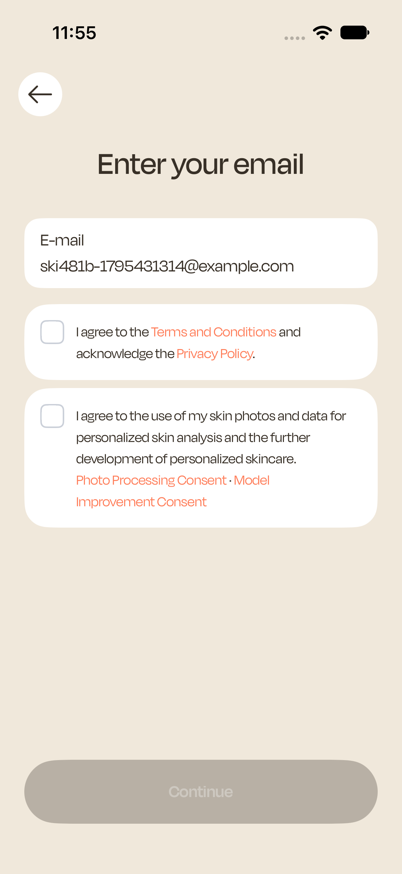 11:55
Enter your email
E-mail
ski481b-1795431314@example.com
I agree to the Terms and Conditions and
acknowledge the Privacy Policy.
I agree to the use of my skin photos and data for
personalized skin analysis and the further
development of personalized skincare.
Photo Processing Consent · Model
Improvement Consent
Continue